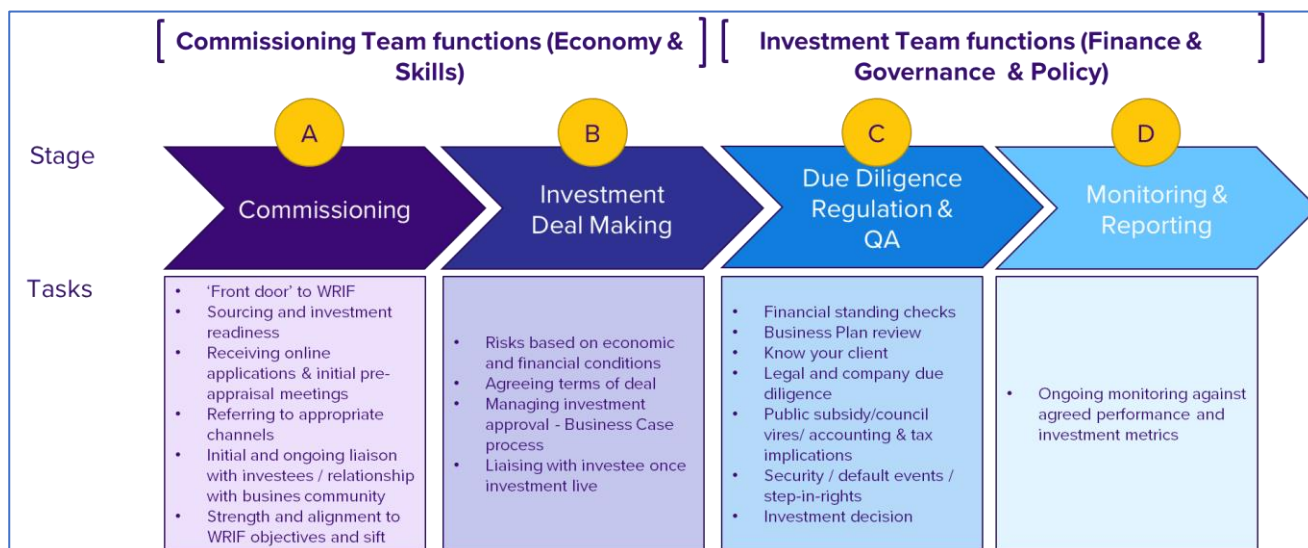 Commissioning Team functions (Economy &
Skills)
Investment Team functions (Finance &
Governance & Policy)
Stage
A
B
C
D
Commissioning
Investment
Deal Making
Due Diligence
Regulation &
QA
Monitoring &
Reporting
Tasks
• 'Front door' to WRIF
• Sourcing and investment
readiness
• Receiving online
applications & initial pre-
appraisal meetings
• Referring to appropriate
channels
• Initial and ongoing liaison
with investees / relationship
with busines community
• Strength and alignment to
WRIF objectives and sift
• Risks based on economic
and financial conditions
• Agreeing terms of deal
• Managing investment
approval - Business Case
process
• Liaising with investee once
investment live
• Financial standing checks
• Business Plan review
• Know your client
• Legal and company due
diligence
• Public subsidy/council
vires/ accounting & tax
implications
• Security / default events /
step-in-rights
• Investment decision
• Ongoing monitoring against
agreed performance and
investment metrics